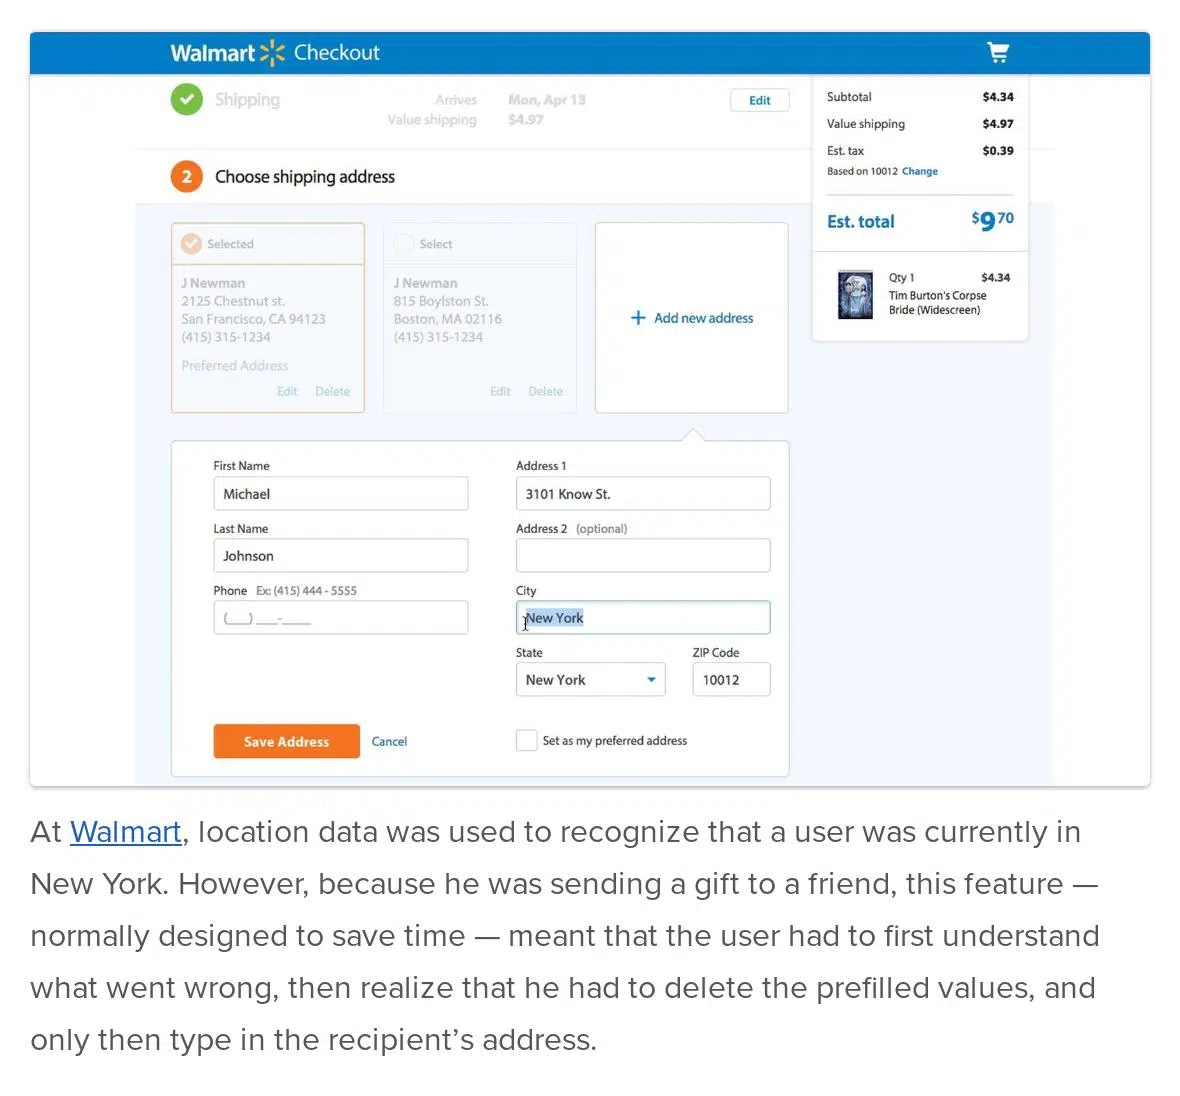 Walmart Checkout
Shipping
Arrives Mon, Apr 13
Value shipping $4.97
Edit
2 Choose shipping address
Selected
J Newman
2125 Chestnut st.
San Francisco, CA 94123
(415) 315-1234
Preferred Address
Edit Delete
Select
J Newman
815 Boylston St.
Boston, MA 02116
(415) 315-1234
Edit Delete
+ Add new address
Subtotal $4.34
Value shipping $4.97
Est. tax $0.39
Based on 10012 Change
Est. total $9 70
Qty 1 $4.34
Tim Burton's Corpse
Bride (Widescreen)
First Name
Michael
Last Name
Johnson
Phone Ex: (415) 444 - 5555
(___) ___-____
Address 1
3101 Know St.
Address 2 (optional)
City
New York
State
New York
ZIP Code
10012
Save Address Cancel
Set as my preferred address
At Walmart, location data was used to recognize that a user was currently in
New York. However, because he was sending a gift to a friend, this feature —
normally designed to save time — meant that the user had to first understand
what went wrong, then realize that he had to delete the prefilled values, and
only then type in the recipient’s address.